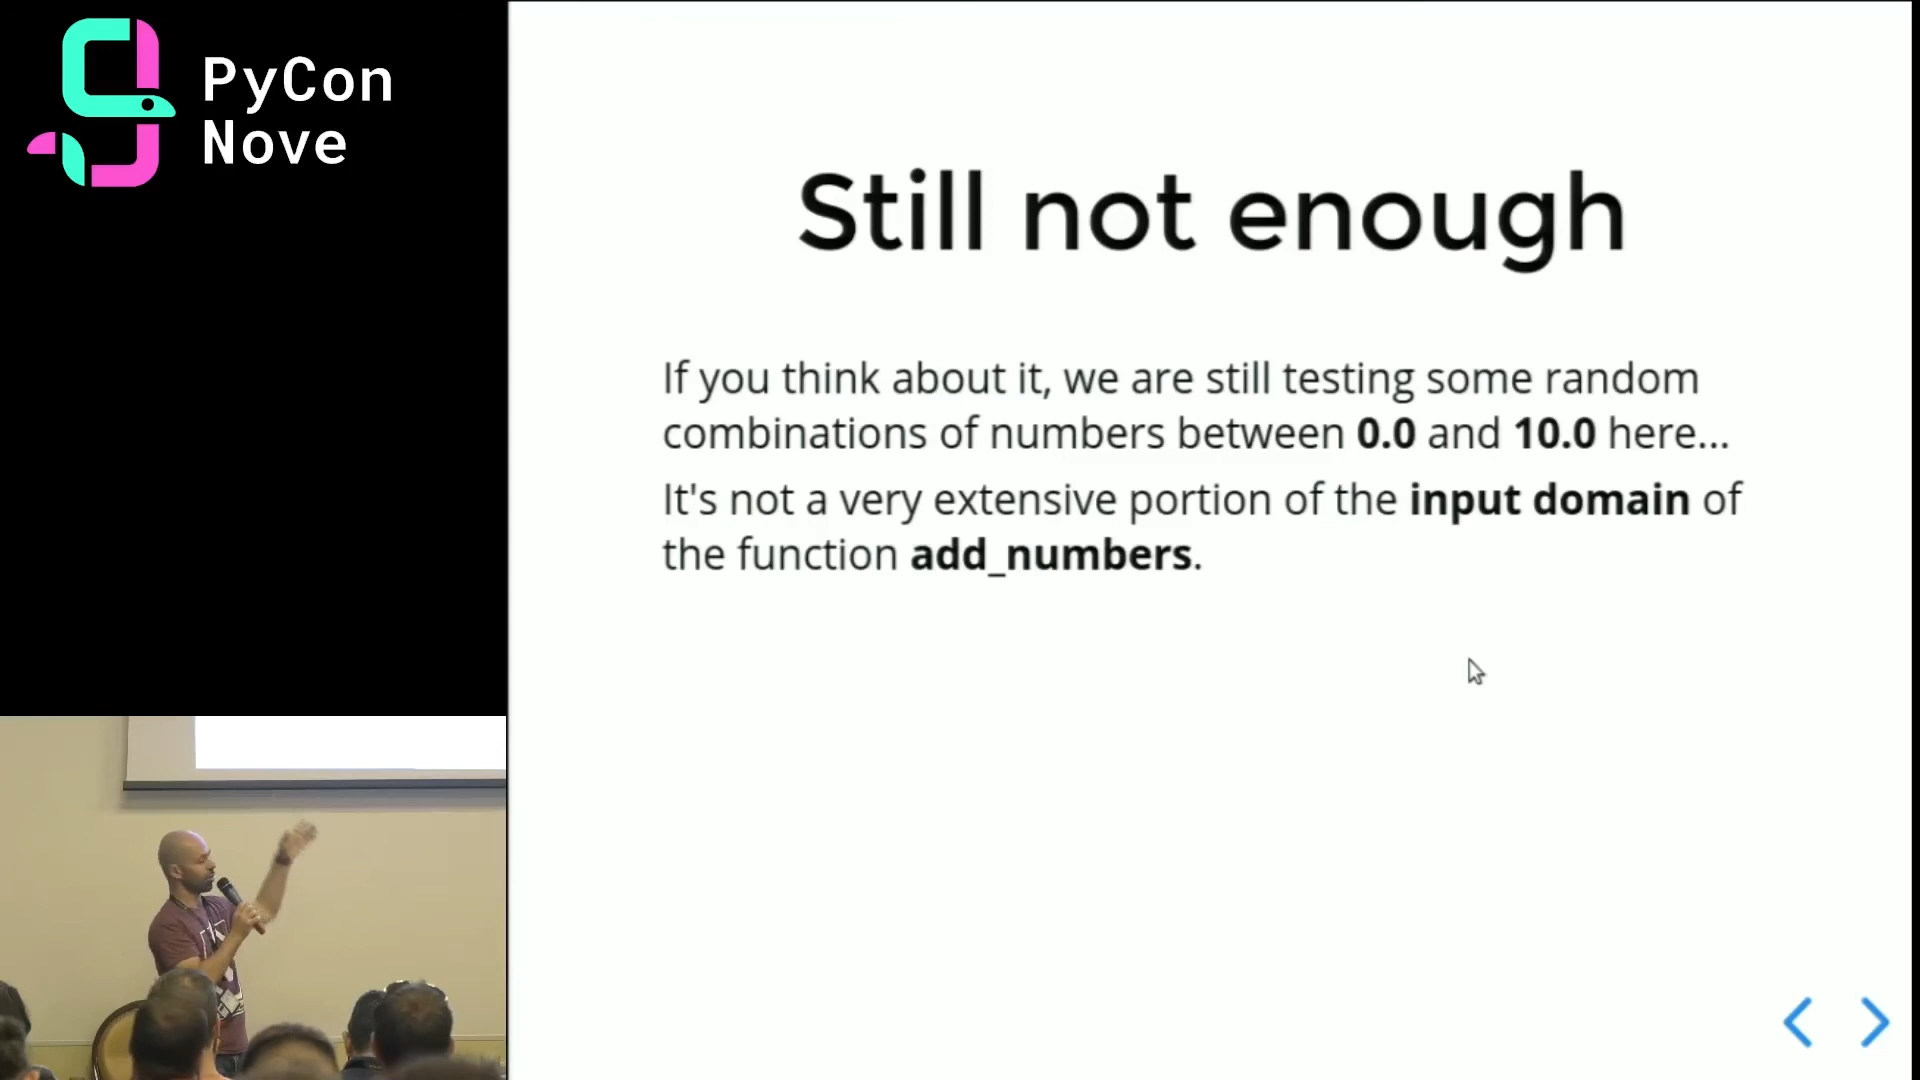 PyCon
Nove
Still not enough
If you think about it, we are still testing some random
combinations of numbers between 0.0 and 10.0 here...
It's not a very extensive portion of the input domain of
the function add_numbers.